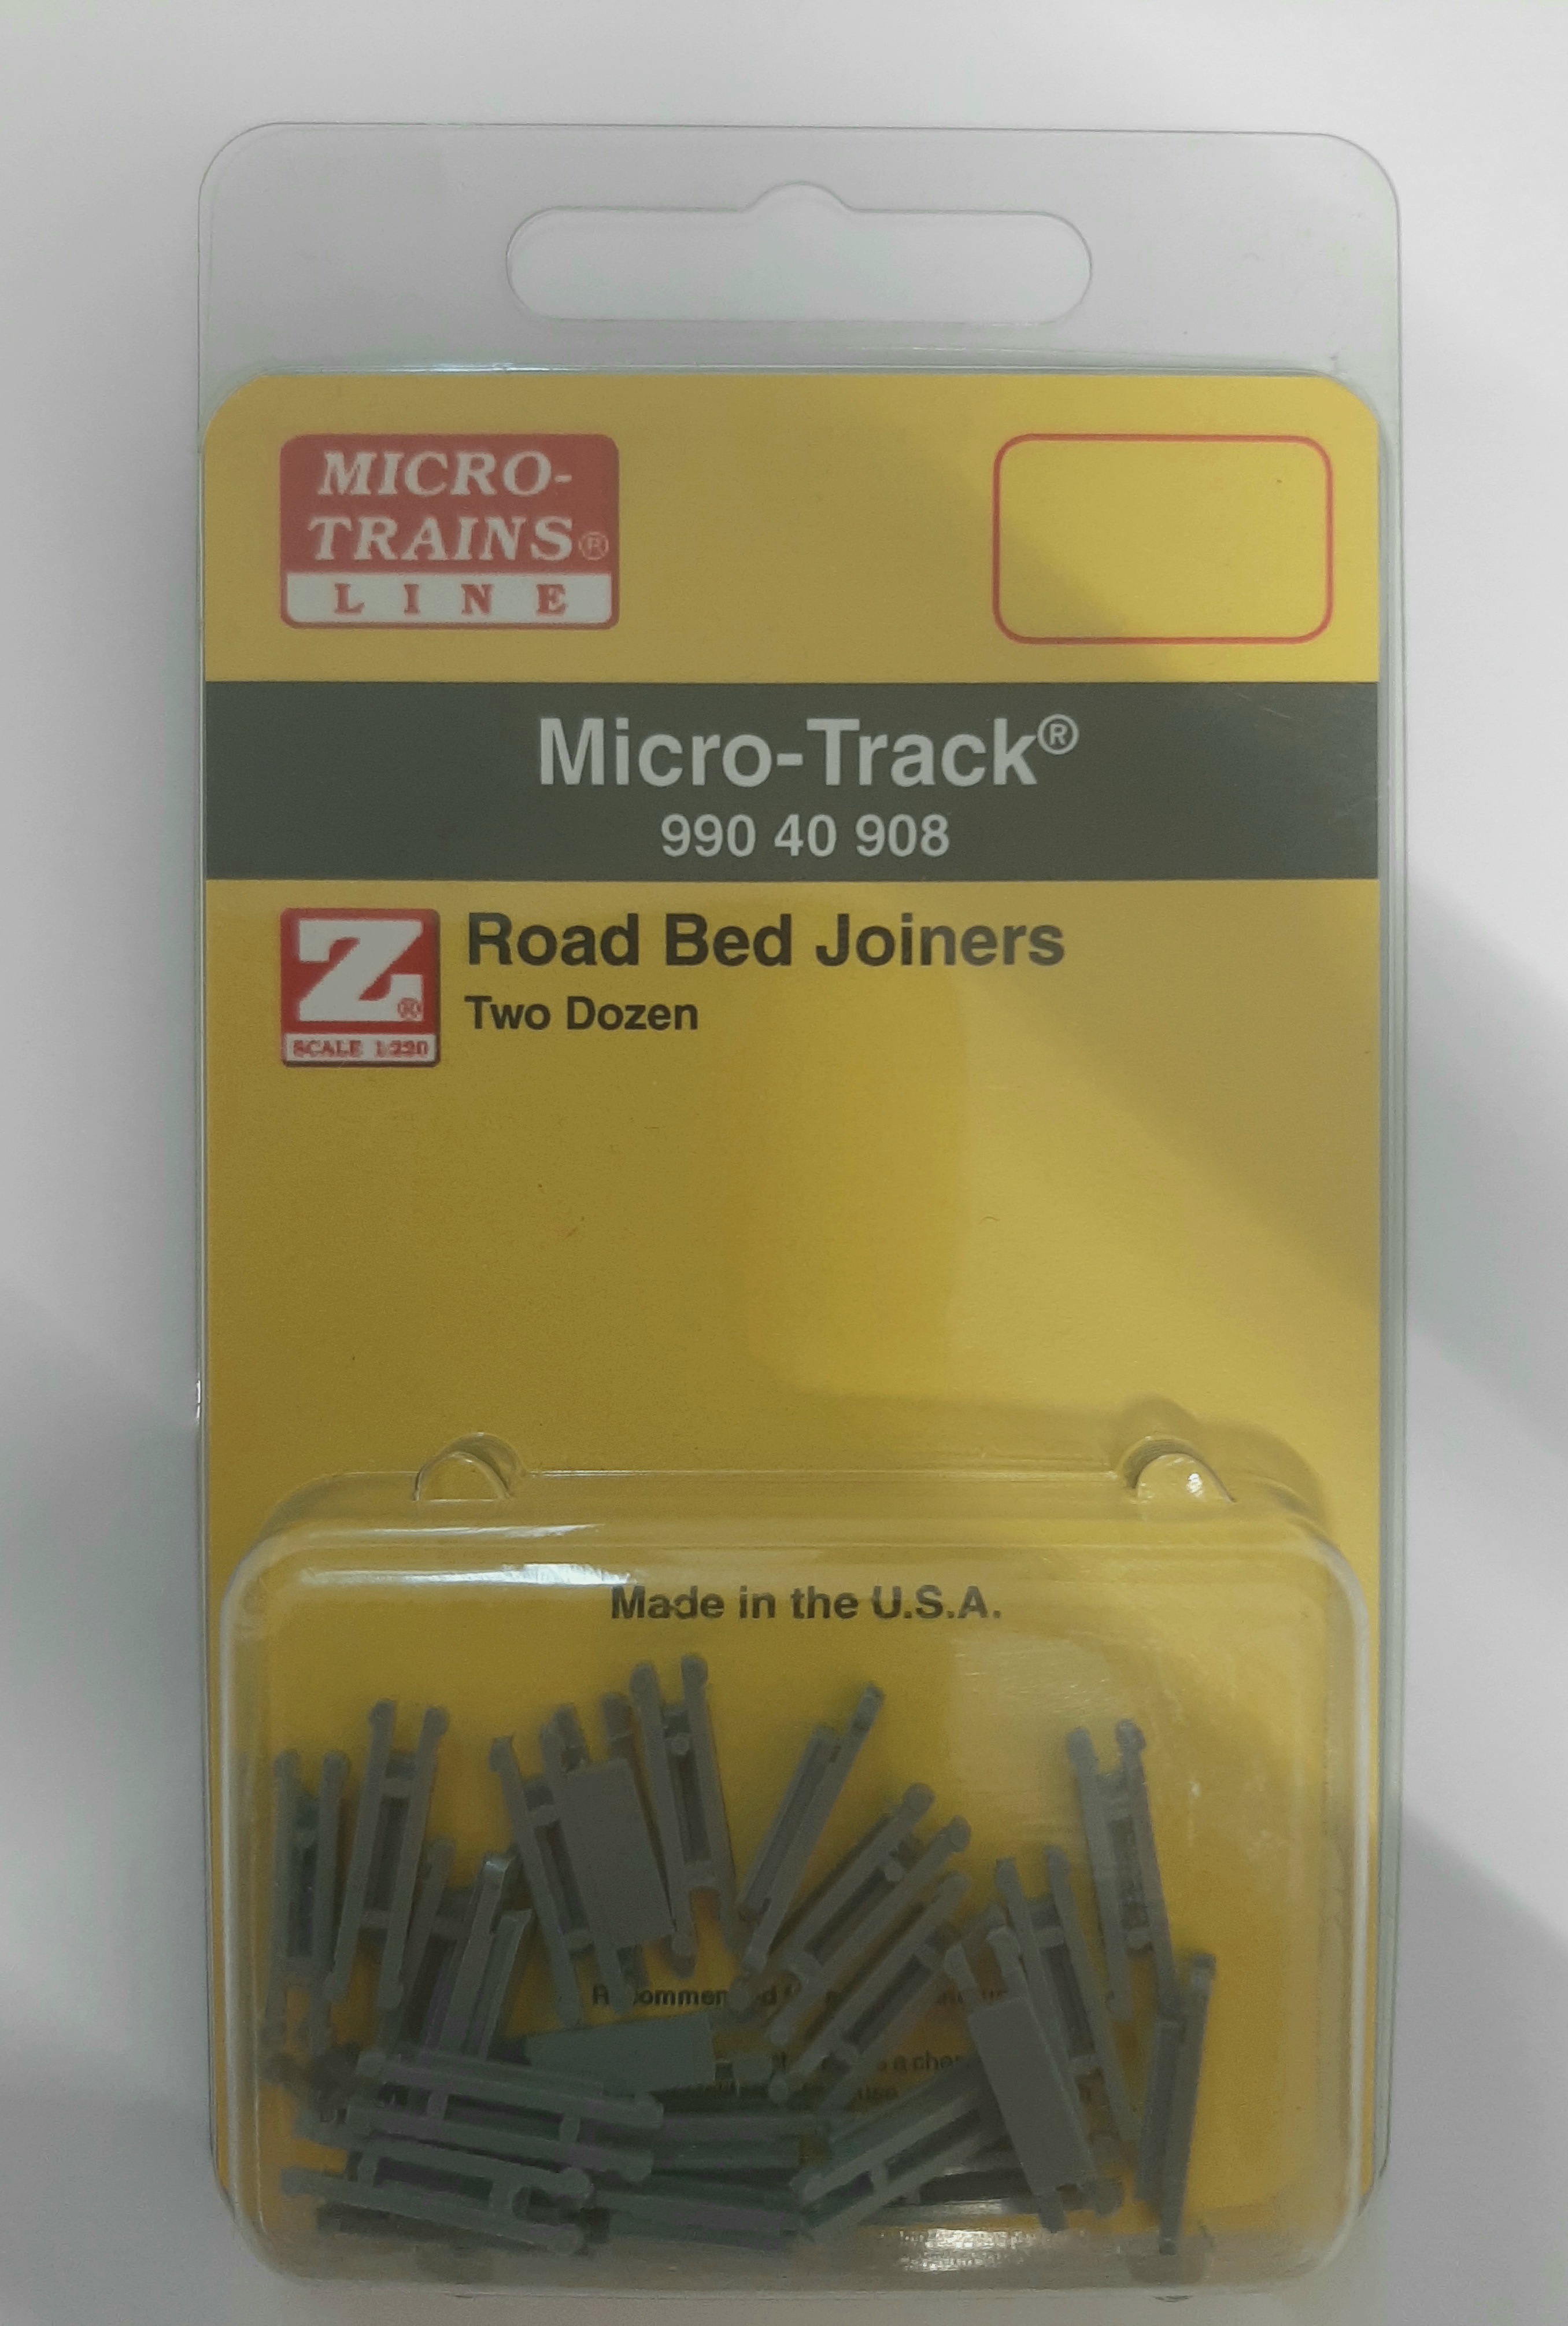 MICRO-
TRAINS®
LINE
Micro-Track®
990 40 908
Z®
SCALE 1:220
Road Bed Joiners
Two Dozen
Made in the U.S.A.
a
use